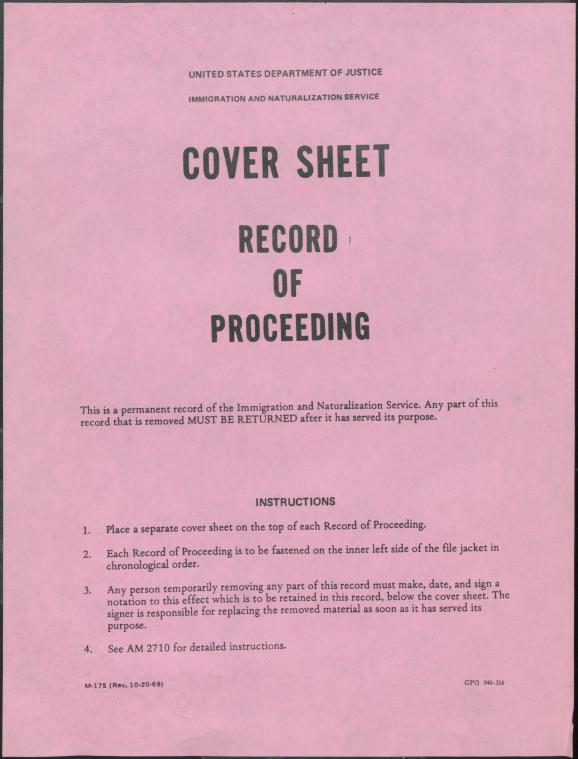 UNITED STATES DEPARTMENT OF JUSTICE
IMMIGRATION AND NATURALIZATION SERVICE
COVER SHEET
RECORD
OF
PROCEEDING
This is a permanent record of the Immigration and Naturalization Service. Any part of this
record that is removed MUST BE RETURNED after it has served its purpose.
INSTRUCTIONS
1. Place a separate cover sheet on the top of each Record of Proceeding.
2. Each Record of Proceeding is to be fastened on the inner left side of the file jacket in
chronological order.
3. Any person temporarily removing any part of this record must make, date, and sign a
notation to this effect which is to be retained in this record, below the cover sheet. The
signer is responsible for replacing the removed material as soon as it has served its
purpose.
4. See AM 2710 for detailed instructions.
M-175 (Rev. 10-20-69)
GPO 946-316